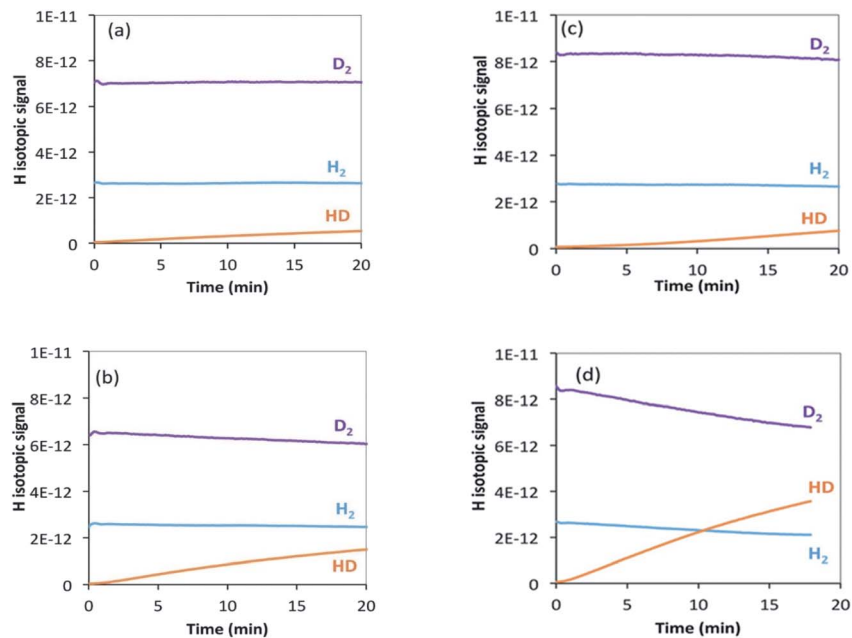 (a)
1E-11
8E-12
6E-12
4E-12
2E-12
0
H isotopic signal
D₂
H₂
HD
0 5 10 15 20
Time (min)
(c)
1E-11
8E-12
6E-12
4E-12
2E-12
0
H isotopic signal
D₂
H₂
HD
0 5 10 15 20
Time (min)
(b)
1E-11
8E-12
6E-12
4E-12
2E-12
0
H isotopic signal
D₂
H₂
HD
0 5 10 15 20
Time (min)
(d)
1E-11
8E-12
6E-12
4E-12
2E-12
0
H isotopic signal
D₂
HD
H₂
0 5 10 15 20
Time (min)